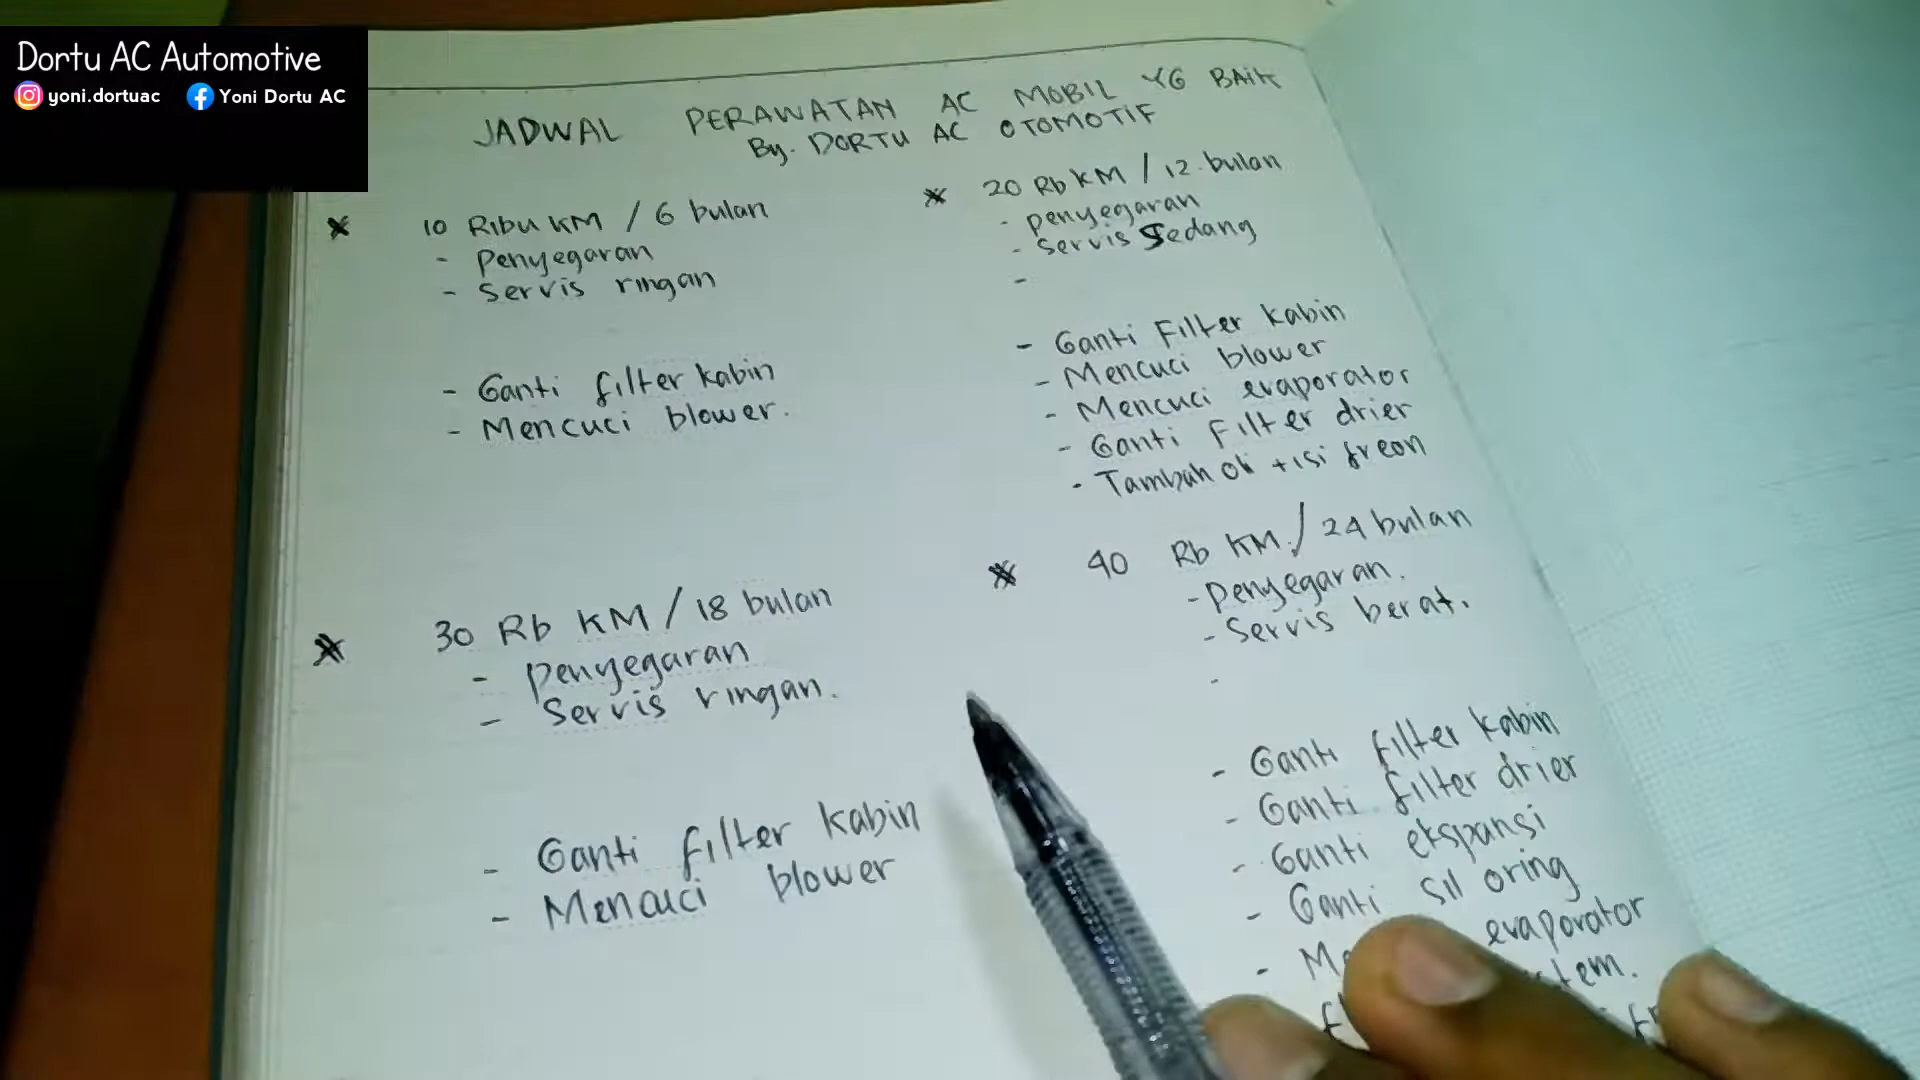 Dortu AC Automotive
yoni.dortuac Yoni Dortu AC
JADWAL PERAWATAN AC MOBIL YG BAIK
By. DORTU AC OTOMOTIF
* 10 Ribu KM / 6 bulan
- Penyegaran
- Servis ringan
- Ganti filter kabin
- Mencuci blower.
* 20 Rb KM / 12 bulan
- penyegaran
- Servis Sedang
-
- Ganti Filter kabin
- Mencuci blower
- Mencuci evaporator
- Ganti Filter drier
- Tambah oli + isi freon
* 30 Rb KM / 18 bulan
- Penyegaran
- Servis ringan.
- Ganti filter kabin
- Mencuci blower
* 40 Rb KM / 24 bulan
- Penyegaran.
- Servis berat.
-
- Ganti filter kabin
- Ganti filter drier
- Ganti ekspansi
- Ganti sil oring
- evaporator